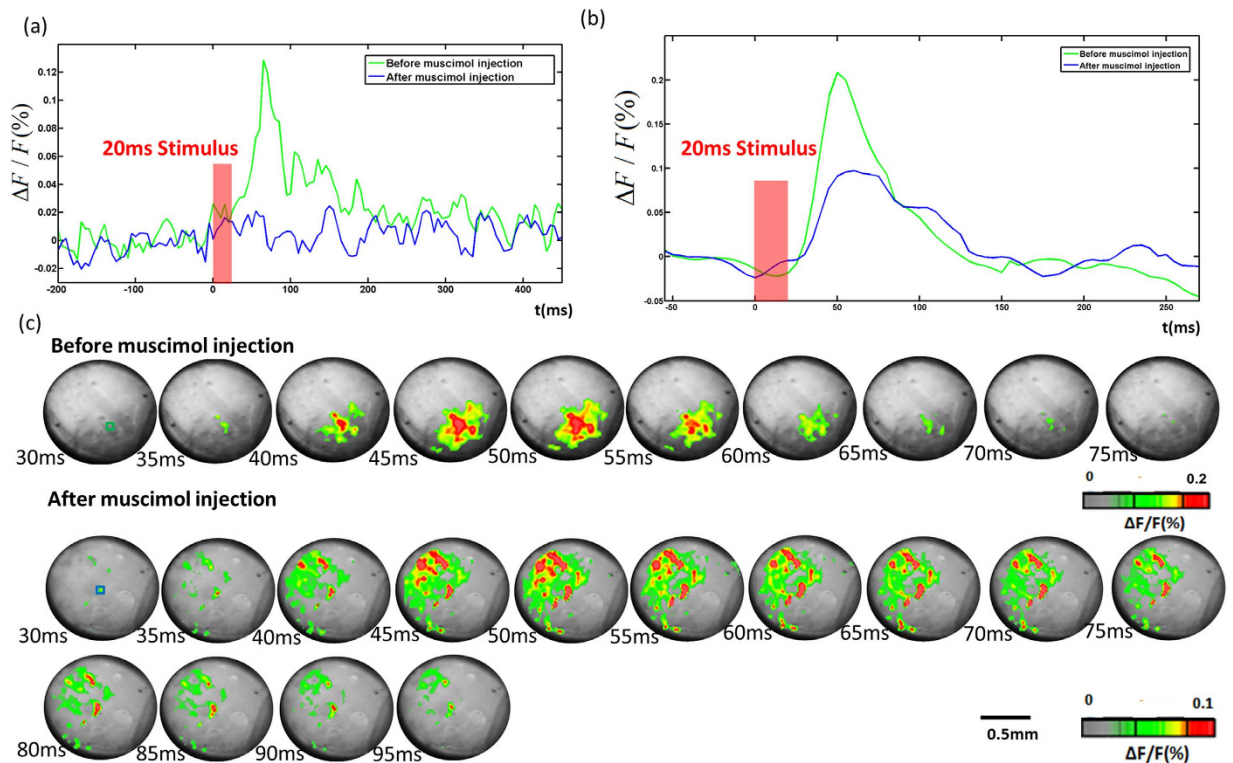 (a)
Before muscimol injection
After muscimol injection
0.12
0.1
0.08
0.06
0.04
0.02
0
-0.02
ΔF / F(%)
20ms Stimulus
-200 -100 0 100 200 300 400
t(ms)
(b)
Before muscimol injection
After muscimol injection
0.2
0.15
0.1
0.05
0
-0.05
ΔF / F(%)
20ms Stimulus
-50 0 50 100 150 200 250
t(ms)
(c)
Before muscimol injection
30ms 35ms 40ms 45ms 50ms 55ms 60ms 65ms 70ms 75ms
0 0.2
ΔF/F(%)
After muscimol injection
30ms 35ms 40ms 45ms 50ms 55ms 60ms 65ms 70ms 75ms
80ms 85ms 90ms 95ms
0.5mm
0 0.1
ΔF/F(%)